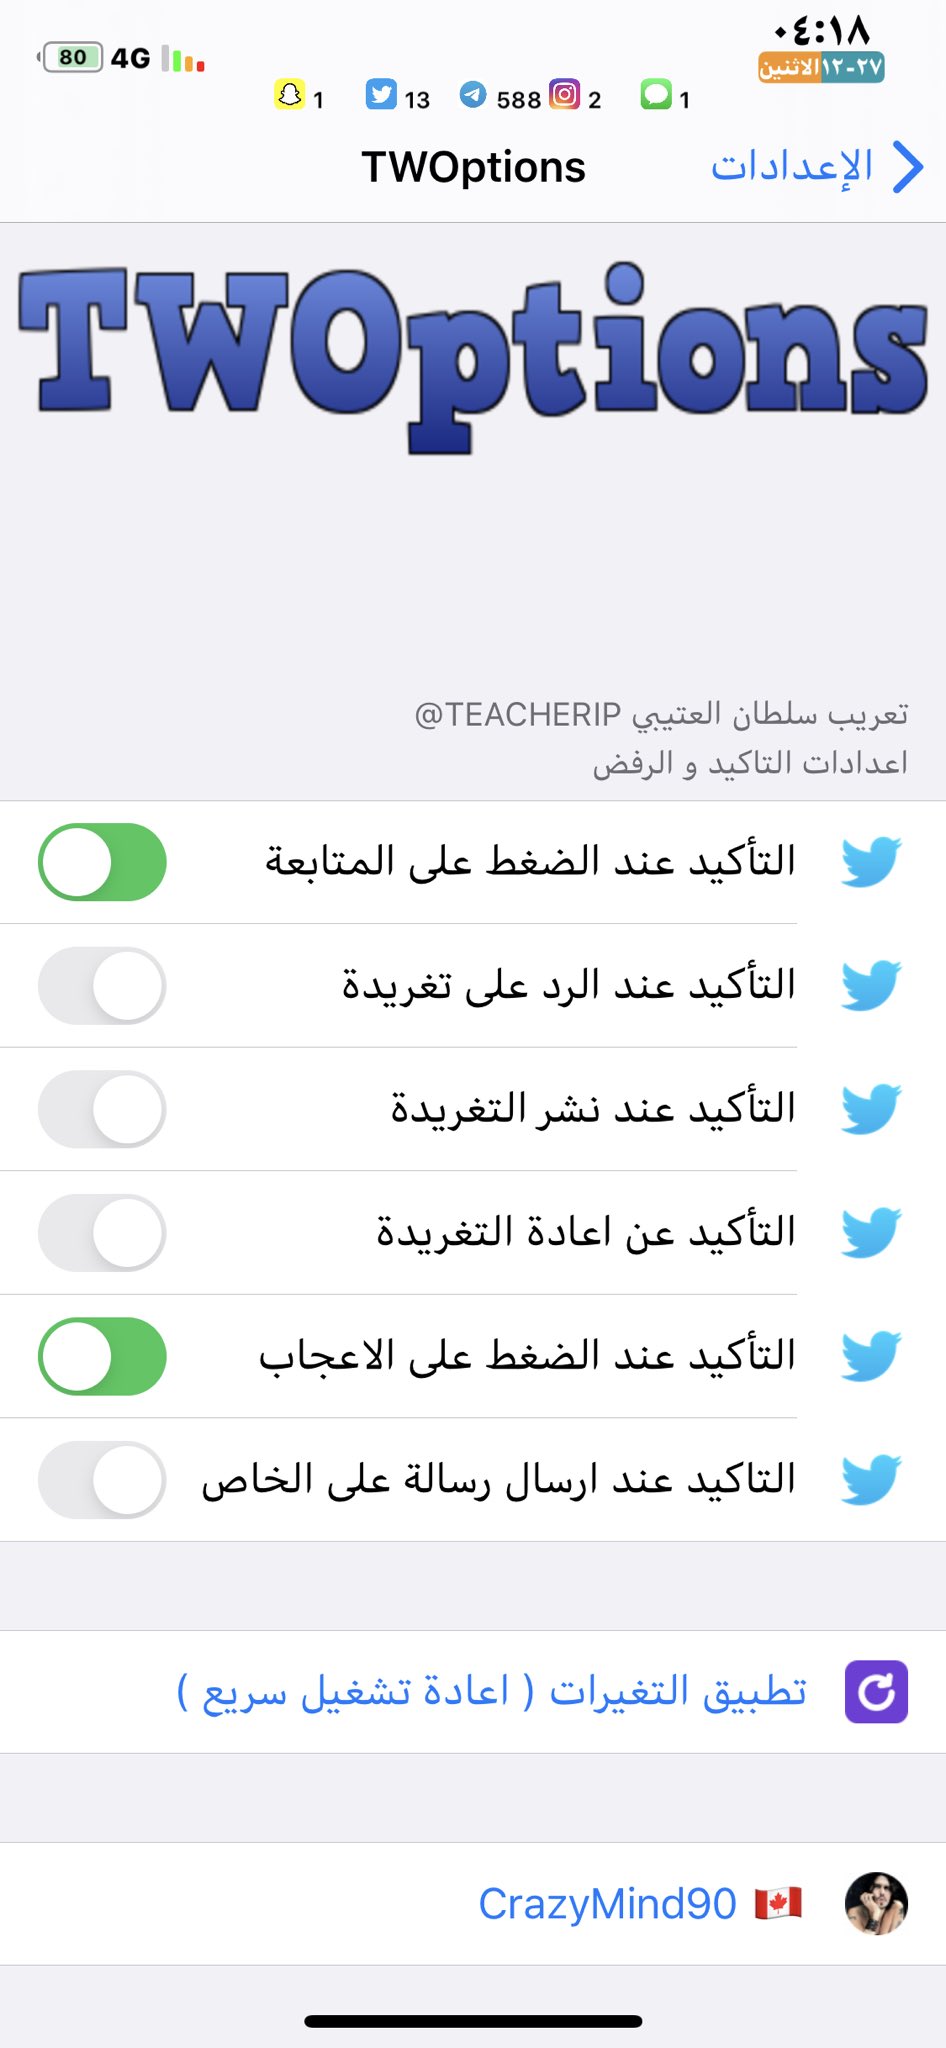 ٠٤:١٨
الاثنين ١٢-٢٧
80 4G
1 13 588 2 1
الإعدادات
TWOptions
TWOptions
تعريب سلطان العتيبي TEACHERIP@
اعدادات التاكيد و الرفض
التأكيد عند الضغط على المتابعة
التأكيد عند الرد على تغريدة
التأكيد عند نشر التغريدة
التأكيد عن اعادة التغريدة
التأكيد عند الضغط على الاعجاب
التاكيد عند ارسال رسالة على الخاص
تطبيق التغيرات ( اعادة تشغيل سريع )
🇨🇦 CrazyMind90